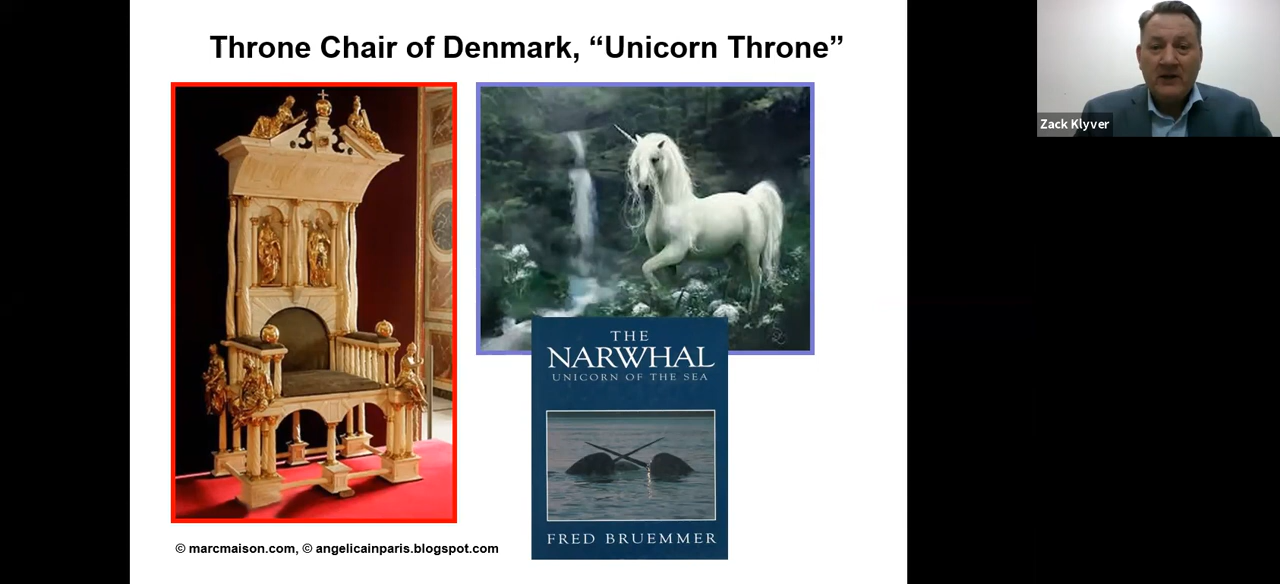 Throne Chair of Denmark, “Unicorn Throne”
Zack Klyver
THE
NARWHAL
UNICORN OF THE SEA
FRED BRUEMMER
© marcmaison.com, © angelicainparis.blogspot.com